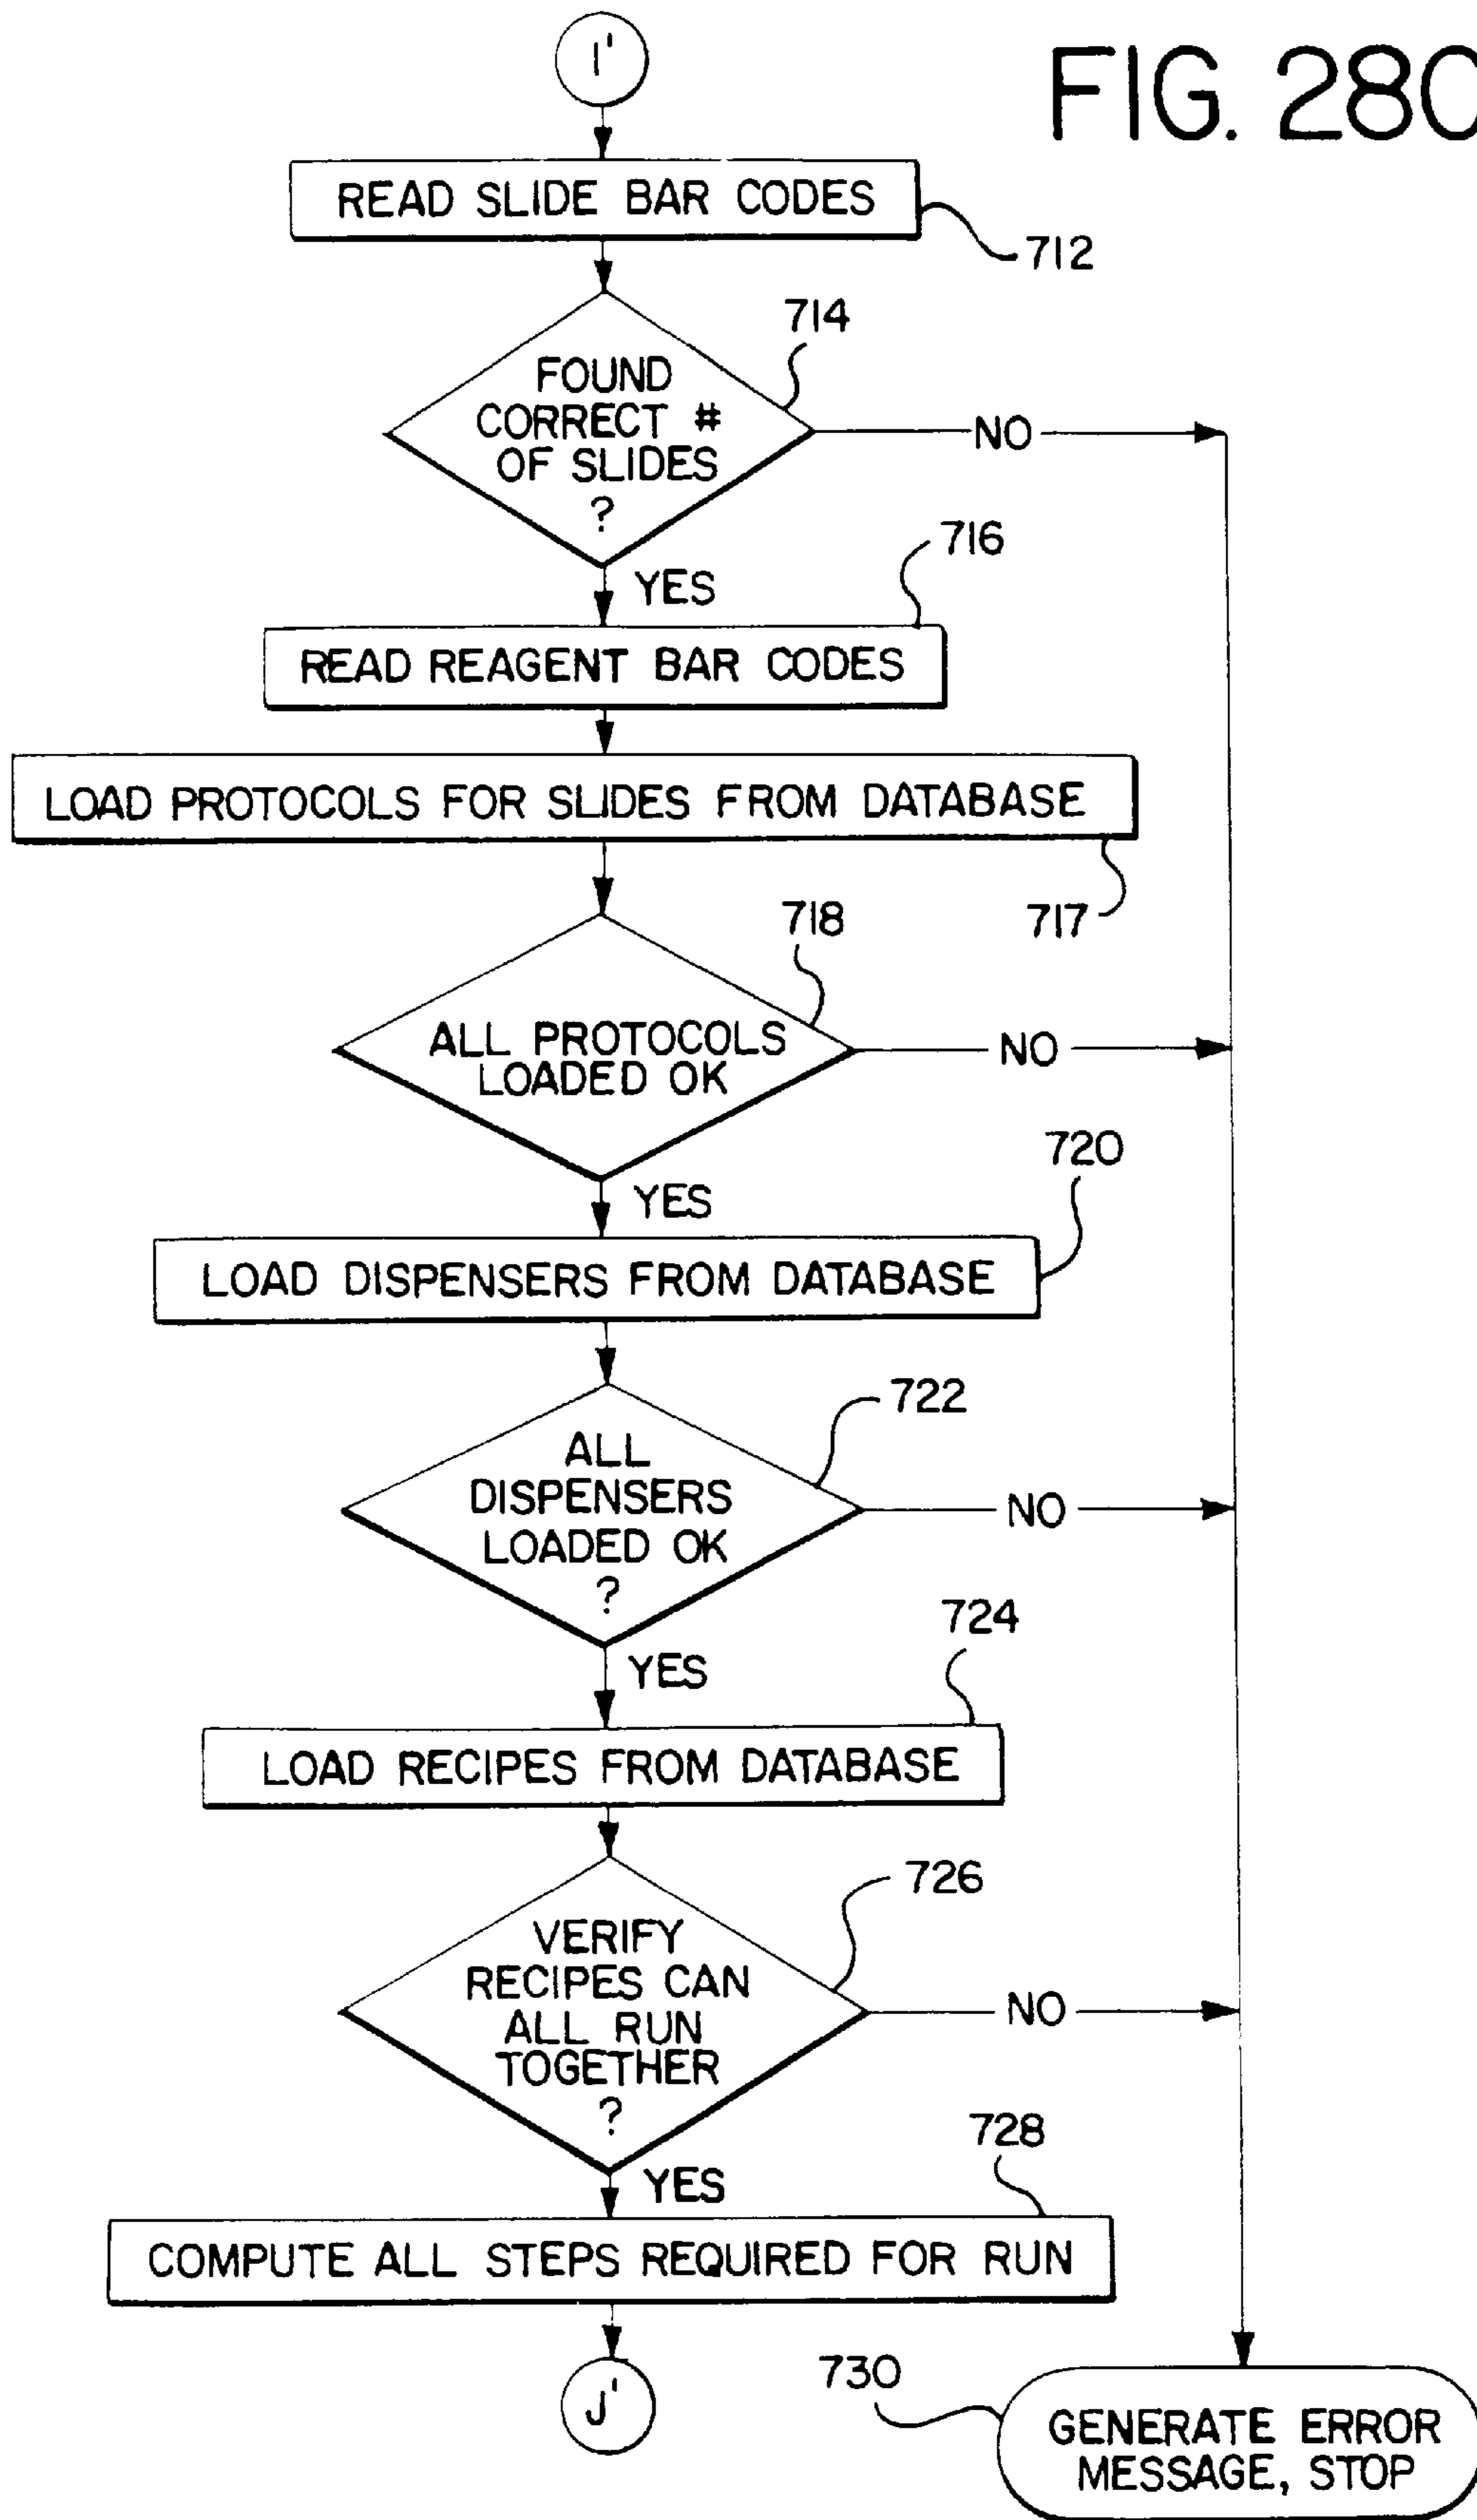 I'
FIG. 28C
READ SLIDE BAR CODES
712
714
FOUND
CORRECT #
OF SLIDES
?
NO
YES
716
READ REAGENT BAR CODES
LOAD PROTOCOLS FOR SLIDES FROM DATABASE
717
718
ALL PROTOCOLS
LOADED OK
NO
YES
720
LOAD DISPENSERS FROM DATABASE
722
ALL
DISPENSERS
LOADED OK
?
NO
YES
724
LOAD RECIPES FROM DATABASE
726
VERIFY
RECIPES CAN
ALL RUN
TOGETHER
?
NO
YES
728
COMPUTE ALL STEPS REQUIRED FOR RUN
J'
730
GENERATE ERROR
MESSAGE, STOP